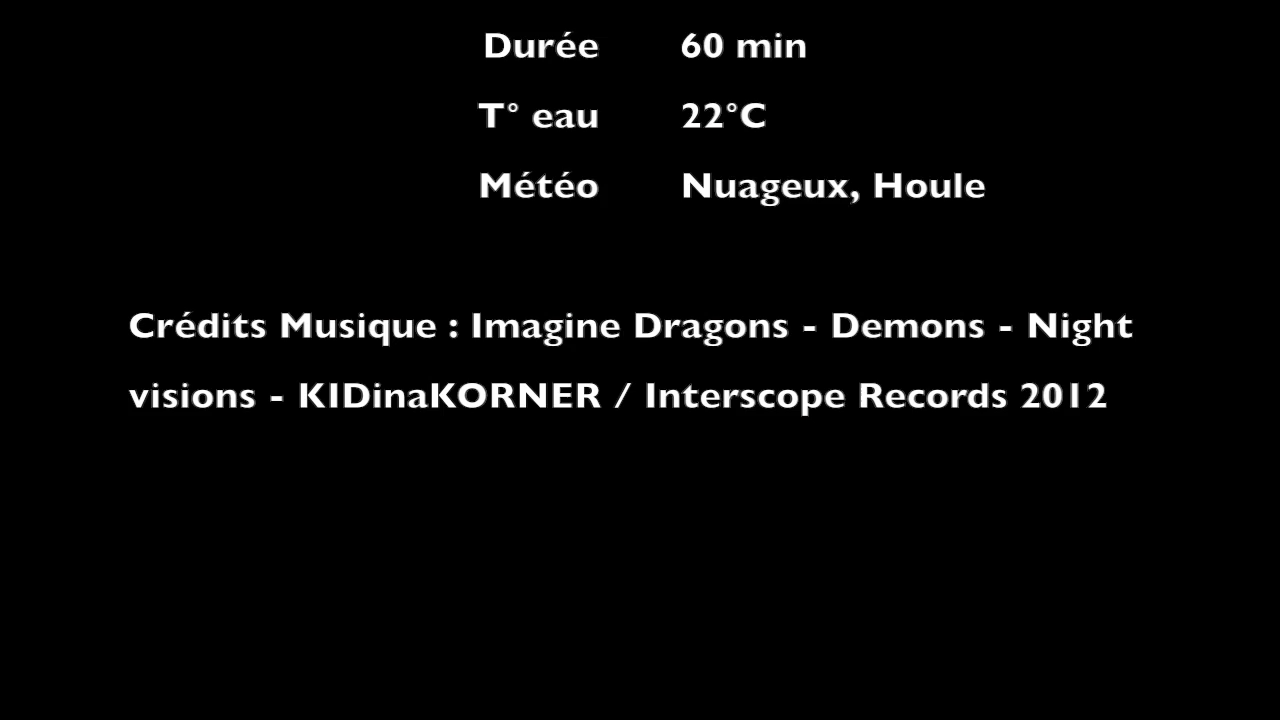 Durée 60 min
T° eau 22°C
Météo Nuageux, Houle
Crédits Musique : Imagine Dragons - Demons - Night
visions - KIDinaKORNER / Interscope Records 2012